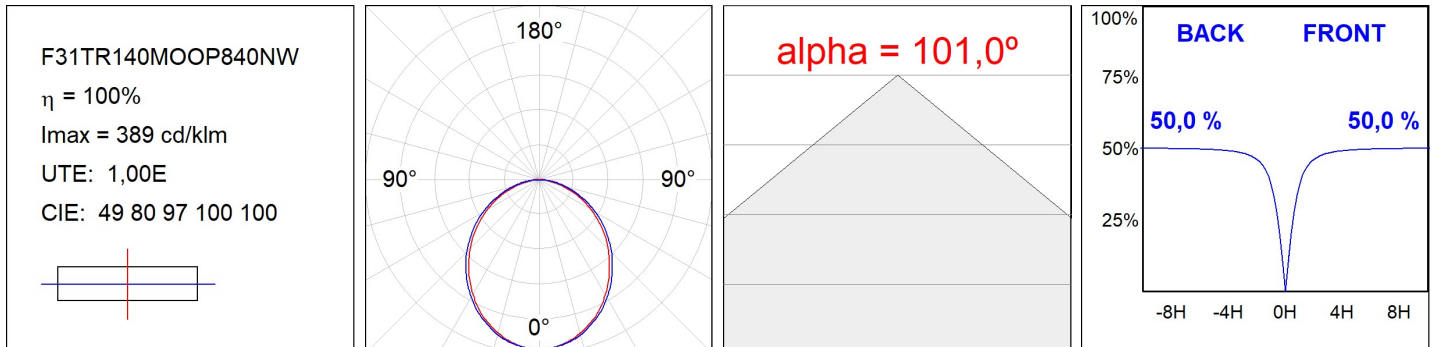 F31TR140MOOP840NW
η = 100%
Imax = 389 cd/klm
UTE: 1,00E
CIE: 49 80 97 100 100
180°
90° 90°
0°
alpha = 101,0º
100%
BACK FRONT
75%
50,0 % 50,0 %
50%
25%
-8H -4H 0H 4H 8H